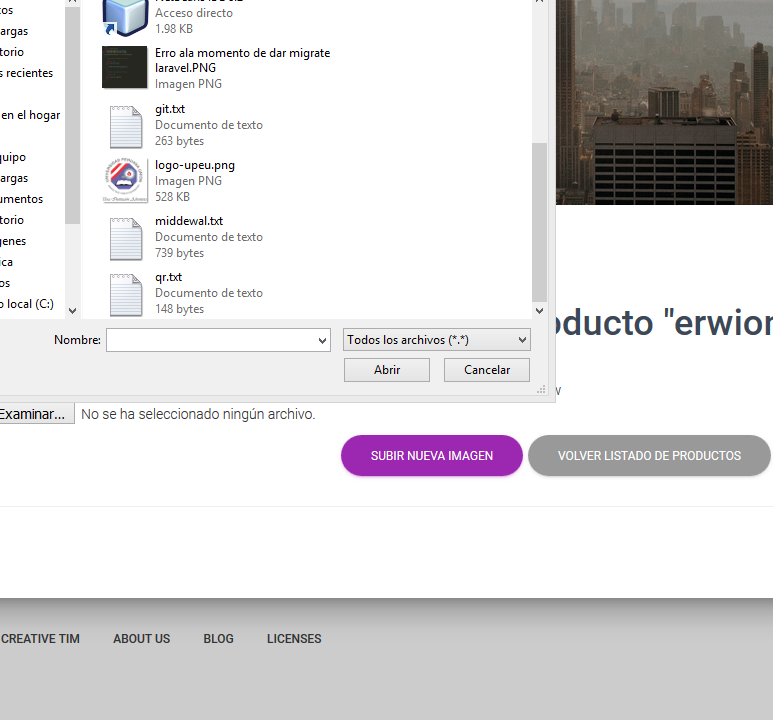 Acceso directo
1.98 KB
argas
torio
s recientes
Erro ala momento de dar migrate
laravel.PNG
Imagen PNG
en el hogar
git.txt
Documento de texto
263 bytes
quipo
argas
umentos
torio
genes
ica
os
o local (C:)
logo-upeu.png
Imagen PNG
528 KB
middewal.txt
Documento de texto
739 bytes
qr.txt
Documento de texto
148 bytes
Nombre:
Todos los archivos (*.*)
Abrir
Cancelar
oducto "erwion
Examinar...
No se ha seleccionado ningún archivo.
SUBIR NUEVA IMAGEN
VOLVER LISTADO DE PRODUCTOS
CREATIVE TIM
ABOUT US
BLOG
LICENSES